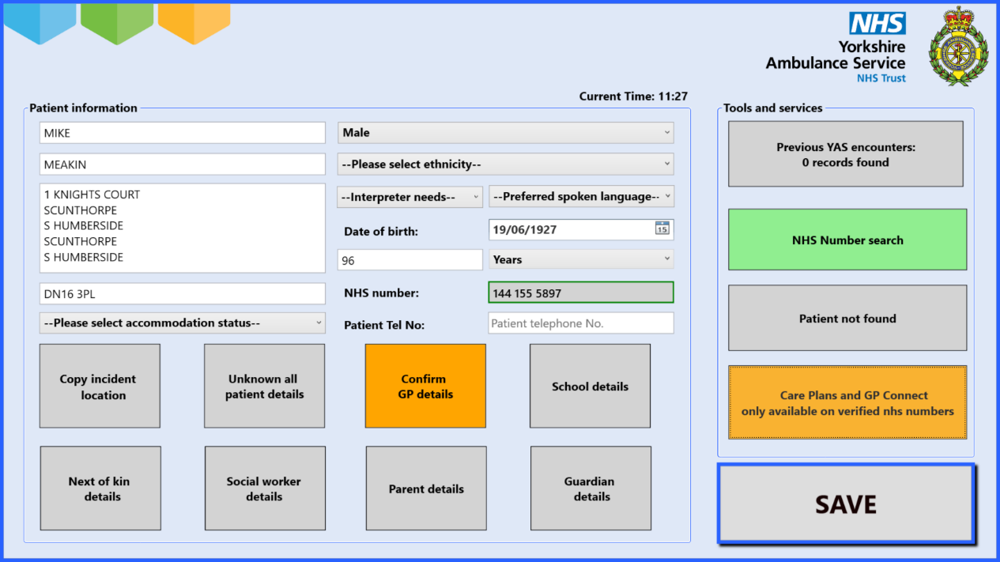 NHS
Yorkshire
Ambulance Service
NHS Trust
Current Time: 11:27
Patient information
MIKE
Male
MEAKIN
--Please select ethnicity--
1 KNIGHTS COURT
SCUNTHORPE
S HUMBERSIDE
SCUNTHORPE
S HUMBERSIDE
--Interpreter needs--
--Preferred spoken language--
Date of birth:
19/06/1927
15
96
Years
DN16 3PL
NHS number:
144 155 5897
--Please select accommodation status--
Patient Tel No:
Patient telephone No.
Copy incident
location
Unknown all
patient details
Confirm
GP details
School details
Next of kin
details
Social worker
details
Parent details
Guardian
details
Tools and services
Previous YAS encounters:
0 records found
NHS Number search
Patient not found
Care Plans and GP Connect
only available on verified nhs numbers
SAVE